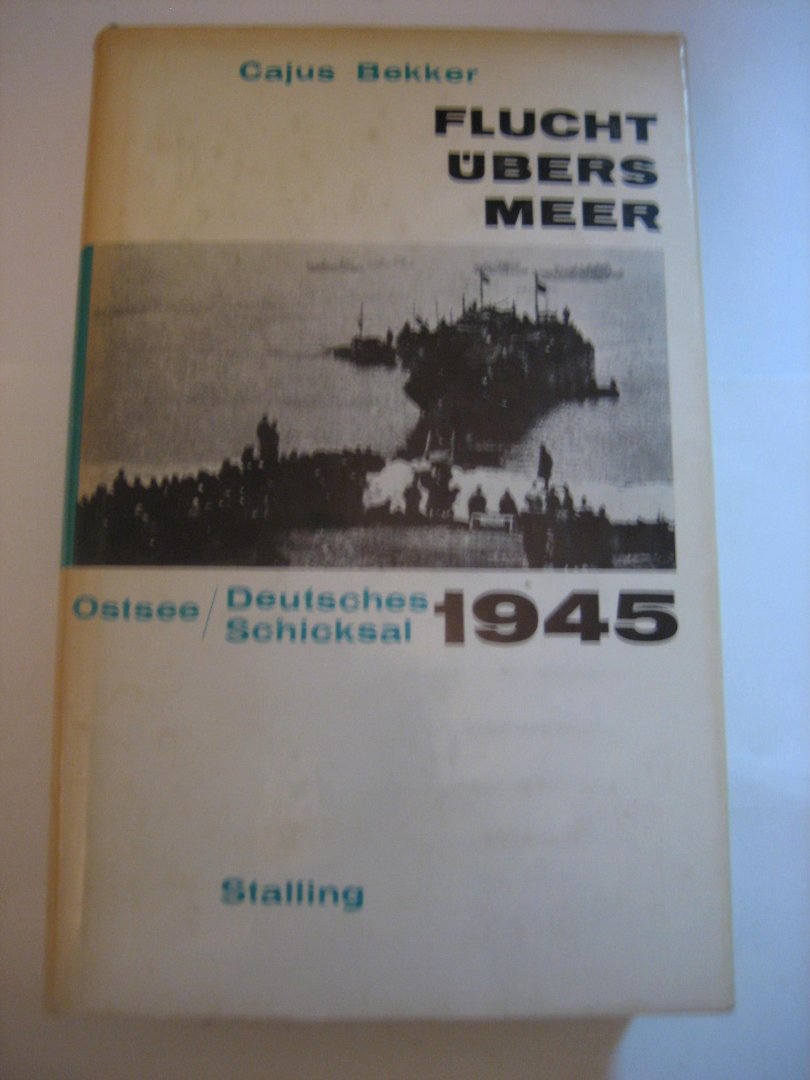 Cajus Bekker
FLUCHT
ÜBERS
MEER
Ostsee / Deutsches
Schicksal 1945
Stalling